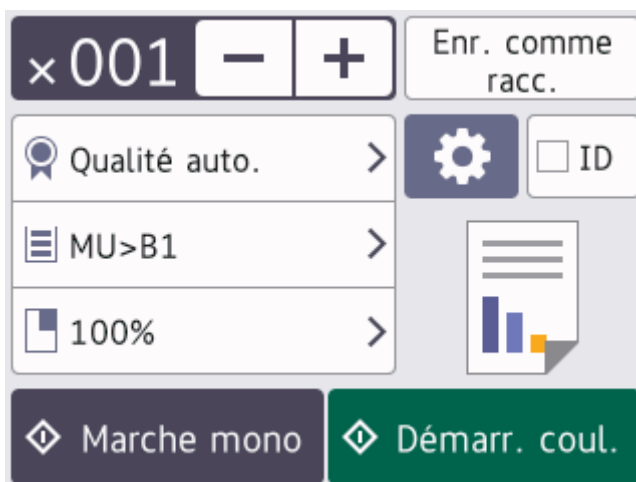 ×001 − +
Enr. comme
racc.
Qualité auto. >
ID
MU>B1 >
100% >
Marche mono
Démarr. coul.